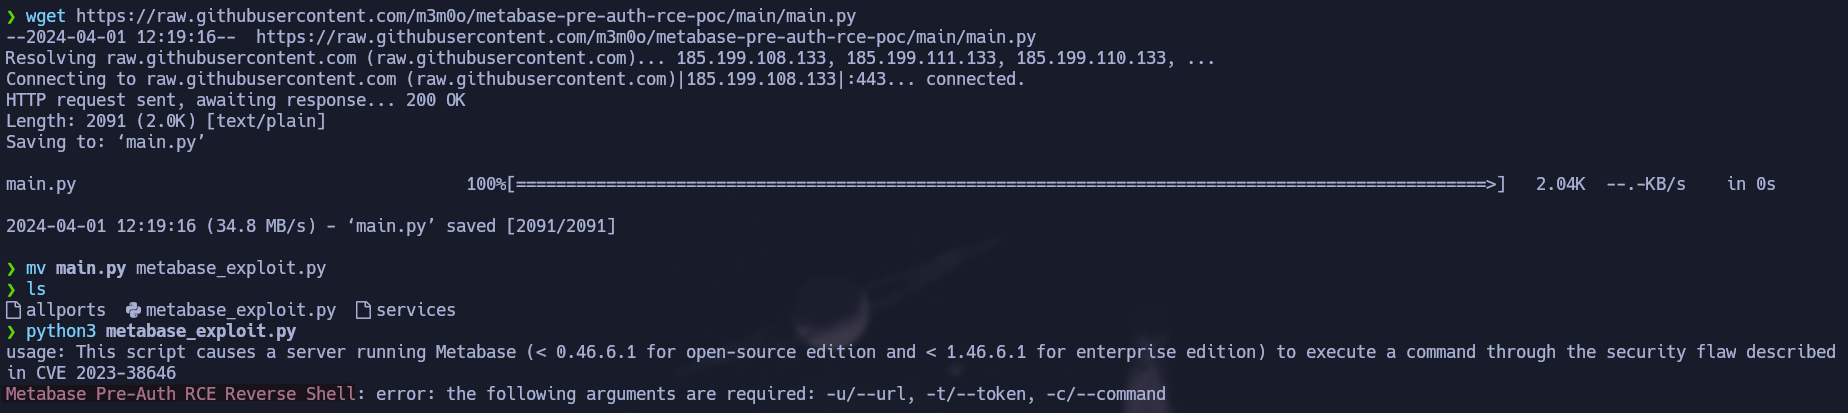 ❯ wget https://raw.githubusercontent.com/m3m0o/metabase-pre-auth-rce-poc/main/main.py
--2024-04-01 12:19:16--  https://raw.githubusercontent.com/m3m0o/metabase-pre-auth-rce-poc/main/main.py
Resolving raw.githubusercontent.com (raw.githubusercontent.com)... 185.199.108.133, 185.199.111.133, 185.199.110.133, ...
Connecting to raw.githubusercontent.com (raw.githubusercontent.com)|185.199.108.133|:443... connected.
HTTP request sent, awaiting response... 200 OK
Length: 2091 (2.0K) [text/plain]
Saving to: ‘main.py’
main.py 100%[=================================================================================================>] 2.04K --.-KB/s in 0s
2024-04-01 12:19:16 (34.8 MB/s) - ‘main.py’ saved [2091/2091]
❯ mv main.py metabase_exploit.py
❯ ls
allports metabase_exploit.py services
❯ python3 metabase_exploit.py
usage: This script causes a server running Metabase (< 0.46.6.1 for open-source edition and < 1.46.6.1 for enterprise edition) to execute a command through the security flaw described
in CVE 2023-38646
Metabase Pre-Auth RCE Reverse Shell: error: the following arguments are required: -u/--url, -t/--token, -c/--command